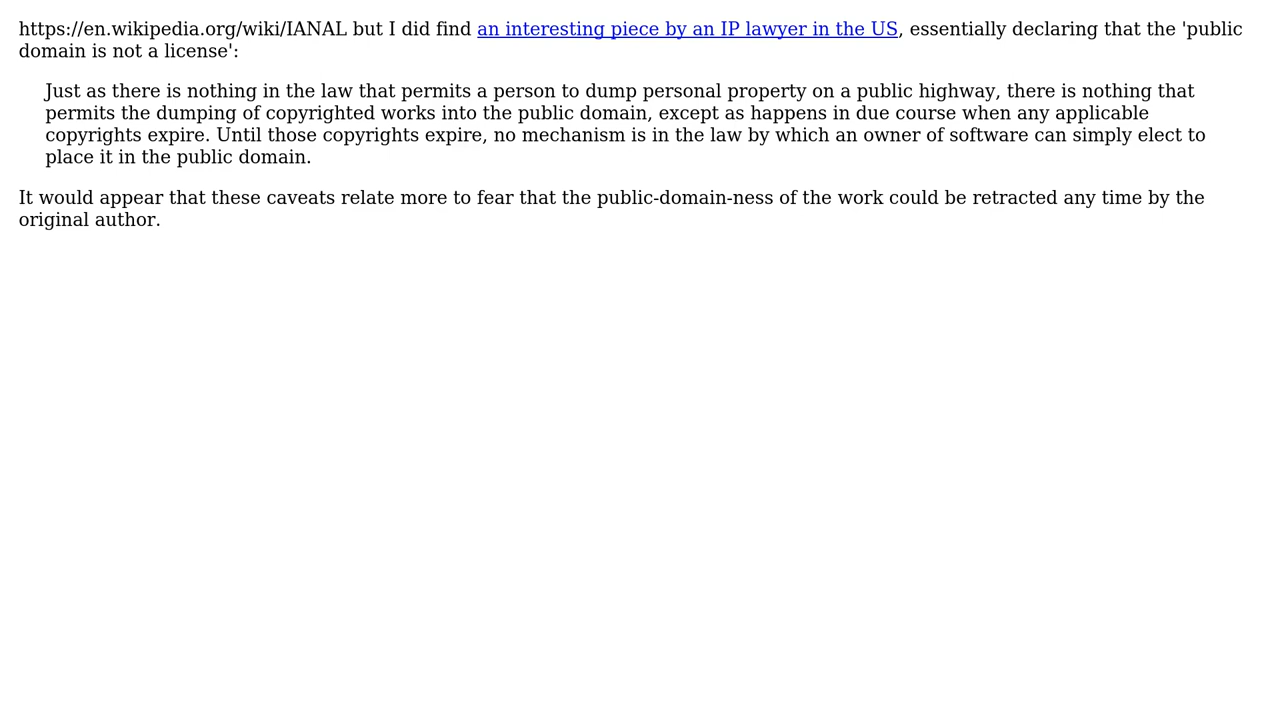 https://en.wikipedia.org/wiki/IANAL but I did find an interesting piece by an IP lawyer in the US, essentially declaring that the 'public
domain is not a license':
Just as there is nothing in the law that permits a person to dump personal property on a public highway, there is nothing that
permits the dumping of copyrighted works into the public domain, except as happens in due course when any applicable
copyrights expire. Until those copyrights expire, no mechanism is in the law by which an owner of software can simply elect to
place it in the public domain.
It would appear that these caveats relate more to fear that the public-domain-ness of the work could be retracted any time by the
original author.